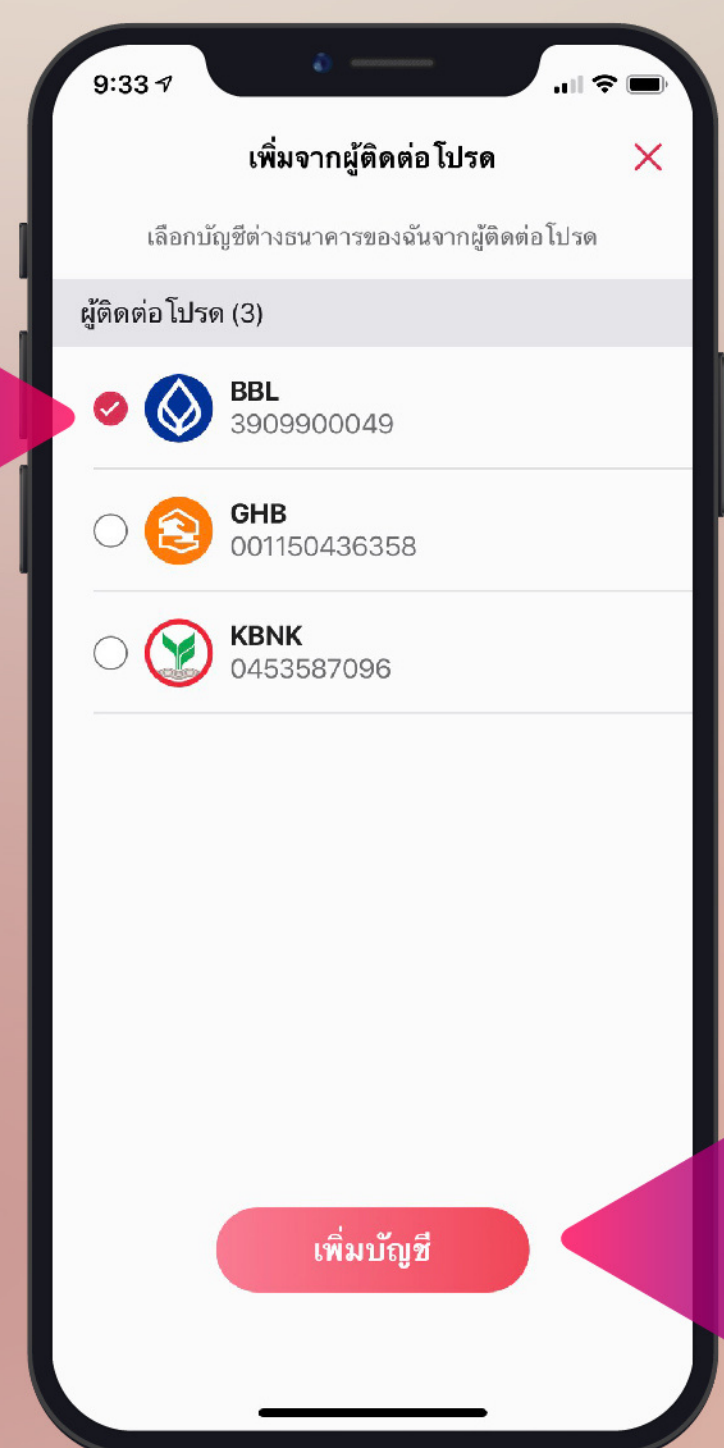 9:33
เพิ่มจากผู้ติดต่อโปรด
เลือกบัญชีต่างธนาคารของฉันจากผู้ติดต่อโปรด
ผู้ติดต่อโปรด (3)
BBL
3909900049
GHB
001150436358
KBNK
0453587096
เพิ่มบัญชี